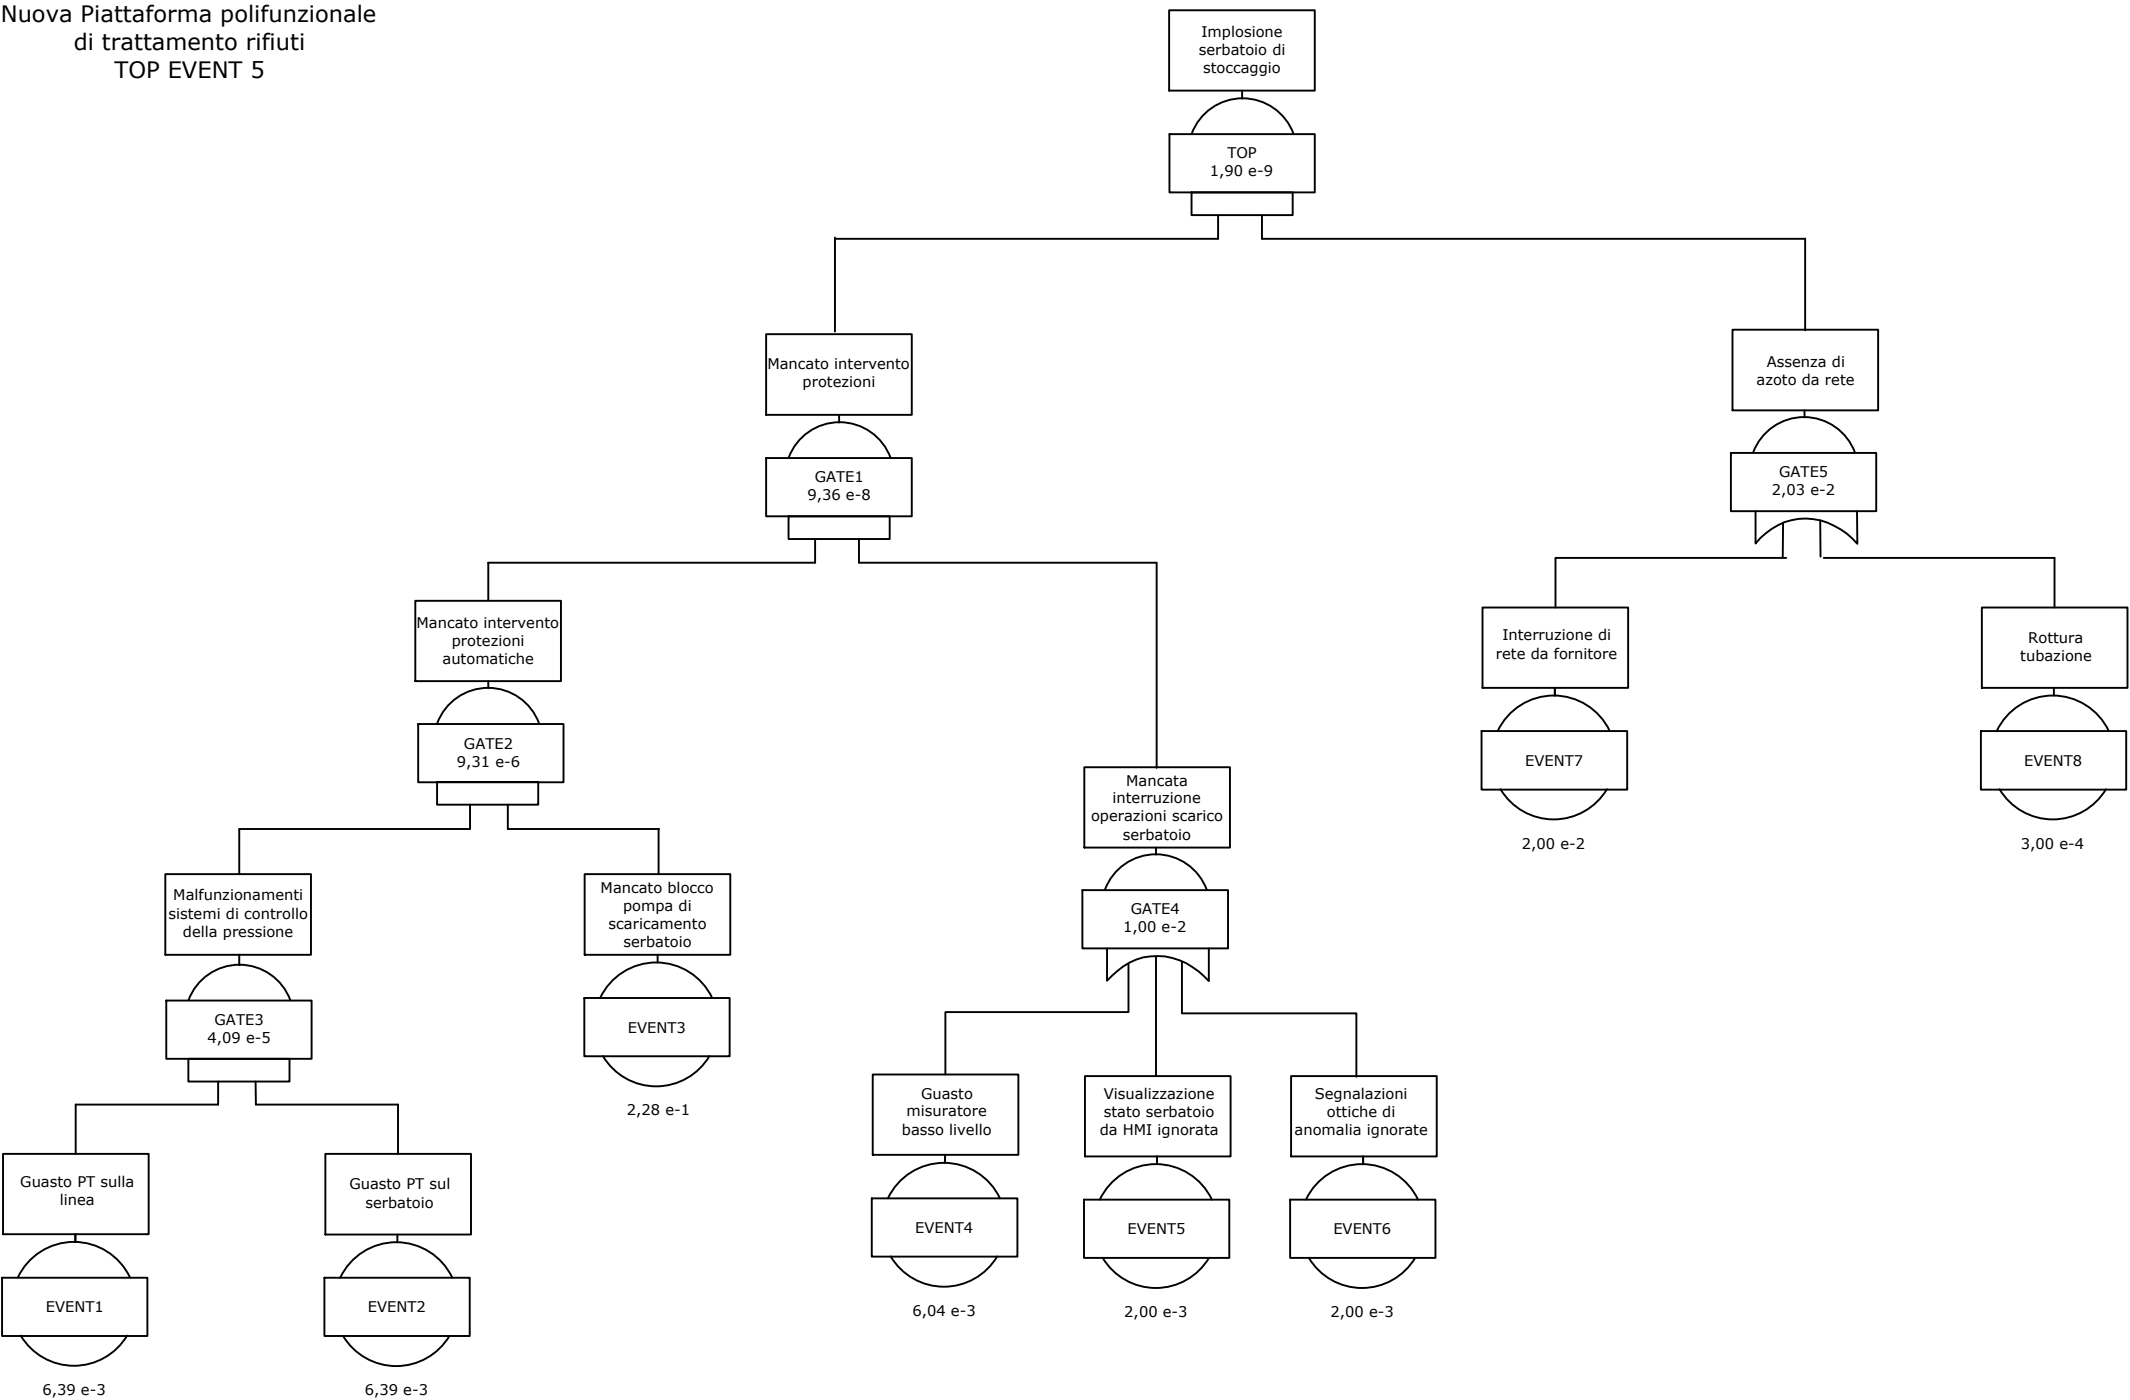 Nuova Piattaforma polifunzionale
di trattamento rifiuti
TOP EVENT 5
Implosione
serbatoio di
stoccaggio
TOP
1,90 e-9
Mancato intervento
protezioni
GATE1
9,36 e-8
Assenza di
azoto da rete
GATE5
2,03 e-2
Mancato intervento
protezioni
automatiche
GATE2
9,31 e-6
Interruzione di
rete da fornitore
EVENT7
2,00 e-2
Rottura
tubazione
EVENT8
3,00 e-4
Mancata
interruzione
operazioni scarico
serbatoio
GATE4
1,00 e-2
Malfunzionamenti
sistemi di controllo
della pressione
GATE3
4,09 e-5
Mancato blocco
pompa di
scaricamento
serbatoio
EVENT3
2,28 e-1
Guasto
misuratore
basso livello
EVENT4
6,04 e-3
Visualizzazione
stato serbatoio
da HMI ignorata
EVENT5
2,00 e-3
Segnalazioni
ottiche di
anomalia ignorate
EVENT6
2,00 e-3
Guasto PT sulla
linea
EVENT1
6,39 e-3
Guasto PT sul
serbatoio
EVENT2
6,39 e-3